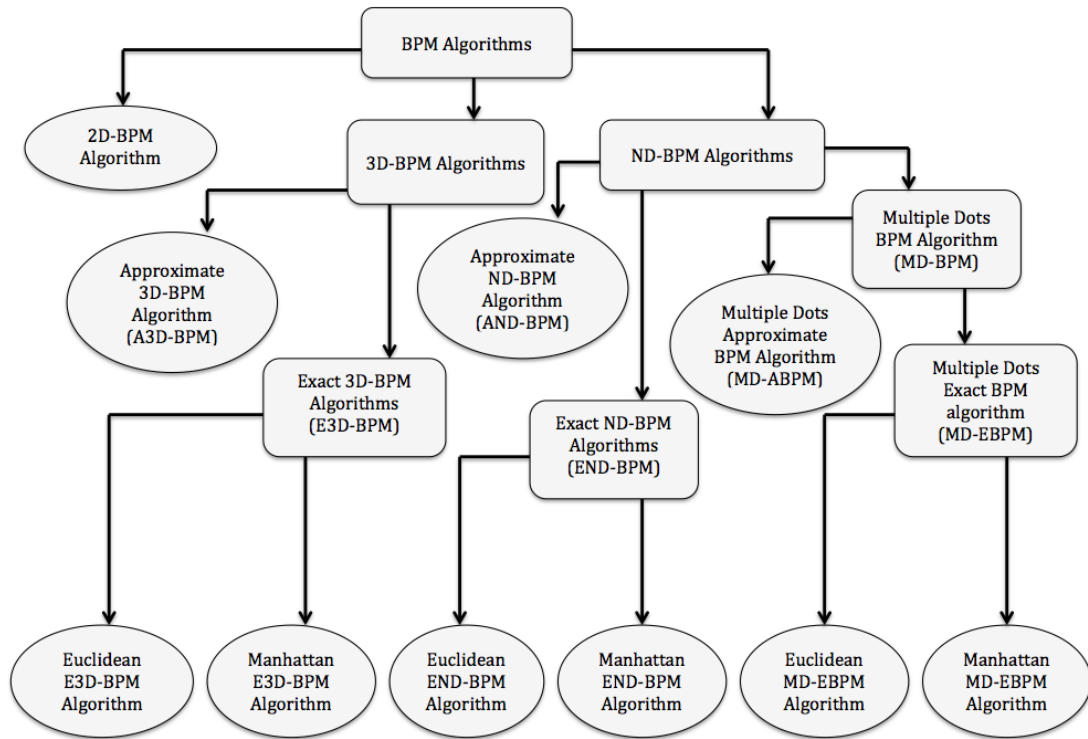 BPM Algorithms
2D-BPM
Algorithm
3D-BPM Algorithms
ND-BPM Algorithms
Approximate
3D-BPM
Algorithm
(A3D-BPM)
Approximate
ND-BPM
Algorithm
(AND-BPM)
Multiple Dots
BPM Algorithm
(MD-BPM)
Multiple Dots
Approximate
BPM Algorithm
(MD-ABPM)
Exact 3D-BPM
Algorithms
(E3D-BPM)
Exact ND-BPM
Algorithms
(END-BPM)
Multiple Dots
Exact BPM
algorithm
(MD-EBPM)
Euclidean
E3D-BPM
Algorithm
Manhattan
E3D-BPM
Algorithm
Euclidean
END-BPM
Algorithm
Manhattan
END-BPM
Algorithm
Euclidean
MD-EBPM
Algorithm
Manhattan
MD-EBPM
Algorithm